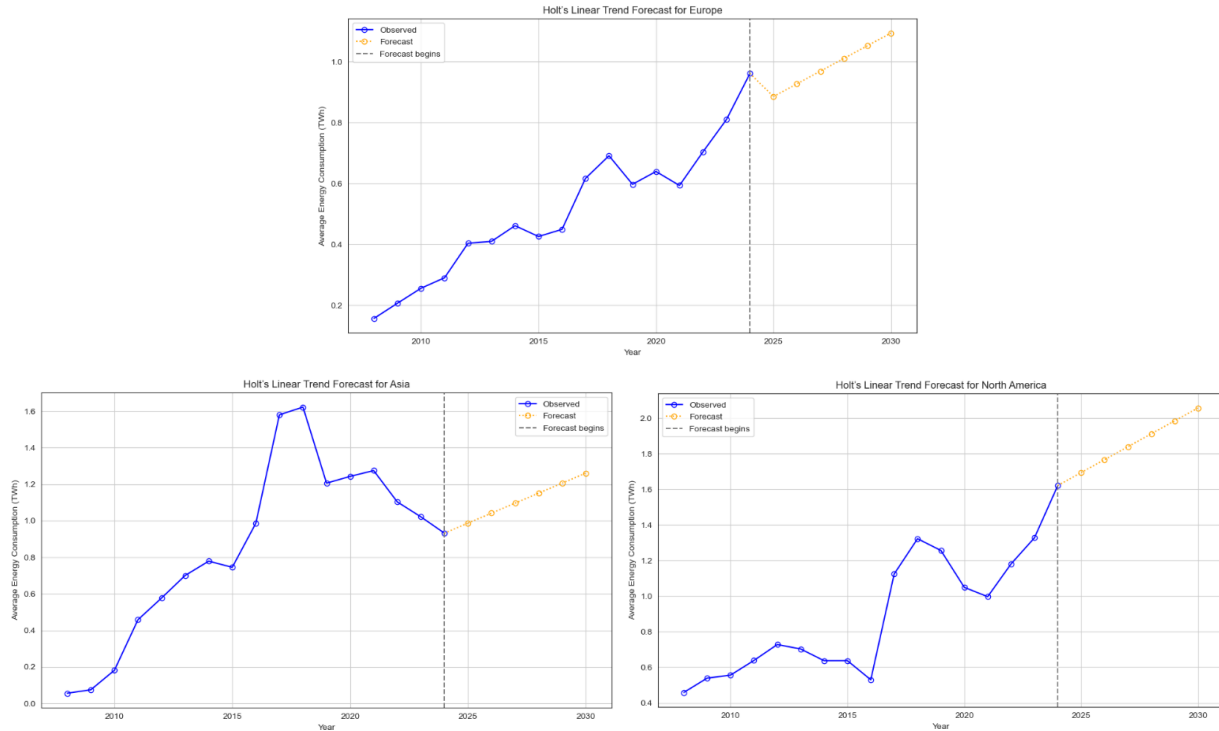 Holt's Linear Trend Forecast for Europe
Observed
Forecast
Forecast begins
Average Energy Consumption (TWh)
1.0
0.8
0.6
0.4
0.2
2010
2015
2020
2025
2030
Year
Holt's Linear Trend Forecast for Asia
Observed
Forecast
Forecast begins
Average Energy Consumption (TWh)
1.6
1.4
1.2
1.0
0.8
0.6
0.4
0.2
0.0
2010
2015
2020
2025
2030
Year
Holt's Linear Trend Forecast for North America
Observed
Forecast
Forecast begins
Average Energy Consumption (TWh)
2.0
1.8
1.6
1.4
1.2
1.0
0.8
0.6
0.4
2010
2015
2020
2025
2030
Year